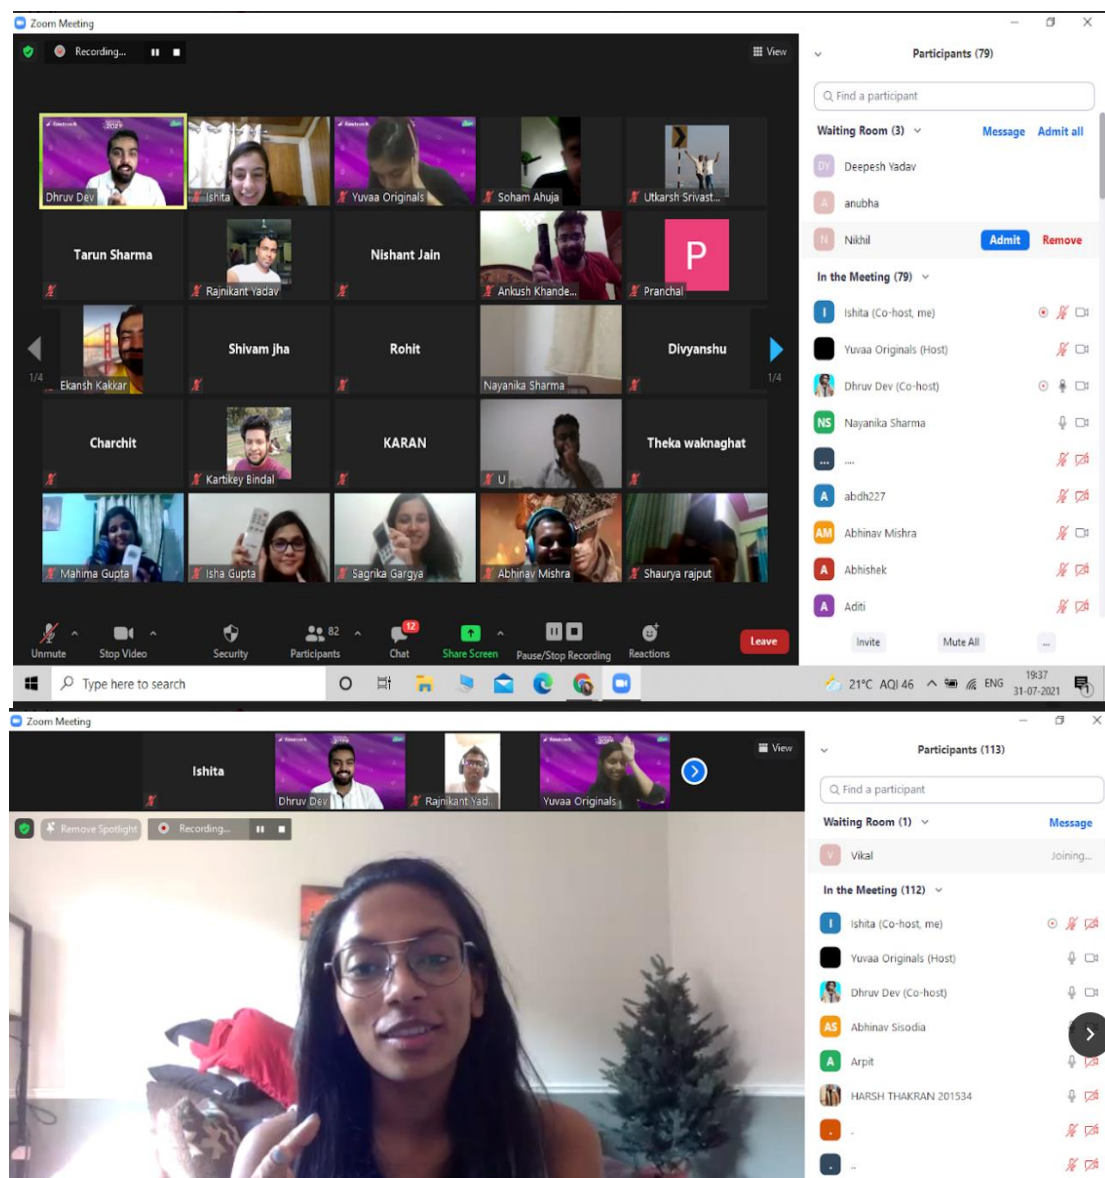 Zoom Meeting
Recording...
View
Participants (79)
Find a participant
Waiting Room (3)
Message
Admit all
DY
Deepesh Yadav
A
anubha
N
Nikhil
Admit
Remove
In the Meeting (79)
I
Ishita (Co-host, me)
Yuvaa Originals (Host)
Dhruv Dev (Co-host)
NS
Nayanika Sharma
...
....
A
abdh227
AM
Abhinav Mishra
A
Abhishek
A
Aditi
Invite
Mute All
...
Dhruv Dev
Ishita
Yuvaa Originals
Soham Ahuja
Utkarsh Srivast...
Tarun Sharma
Rajnikant Yadav
Nishant Jain
Ankush Khande...
P
Pranchal
Ekansh Kakkar
Shivam jha
Rohit
Nayanika Sharma
Divyanshu
1/4
1/4
Charchit
Kartikey Bindal
KARAN
U
Theka waknaghat
Mahima Gupta
Isha Gupta
Sagrika Gargya
Abhinav Mishra
Shaurya rajput
Unmute
Stop Video
Security
Participants
82
Chat
12
Share Screen
Pause/Stop Recording
Reactions
Leave
Type here to search
21°C AQI 46
ENG
19:37
31-07-2021
1
Zoom Meeting
Ishita
Dhruv Dev
Rajnikant Yad..
Yuvaa Originals
View
Remove Spotlight
Recording...
Participants (113)
Find a participant
Waiting Room (1)
Message
V
Vikal
Joining...
In the Meeting (112)
I
Ishita (Co-host, me)
Yuvaa Originals (Host)
Dhruv Dev (Co-host)
AS
Abhinav Sisodia
A
Arpit
HARSH THAKRAN 201534
.
.
.
..